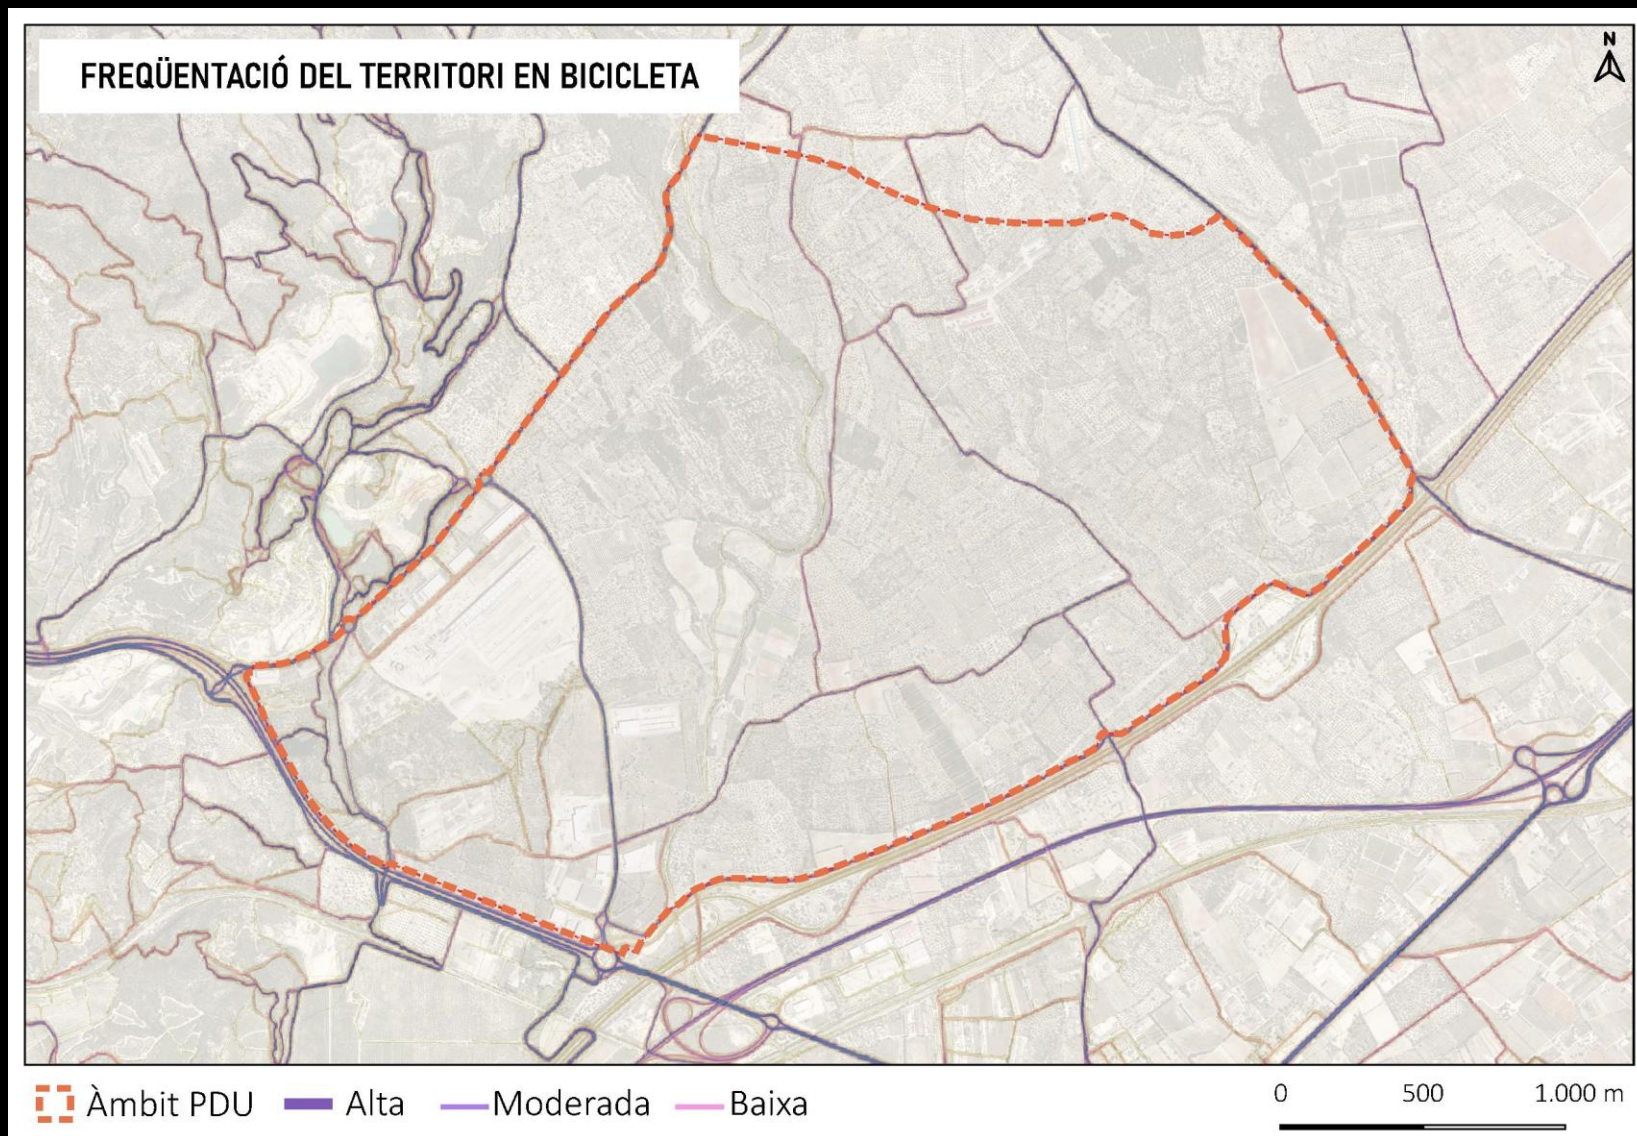 FREQÜENTACIÓ DEL TERRITORI EN BICICLETA
N
Àmbit PDU Alta Moderada Baixa
0 500 1.000 m